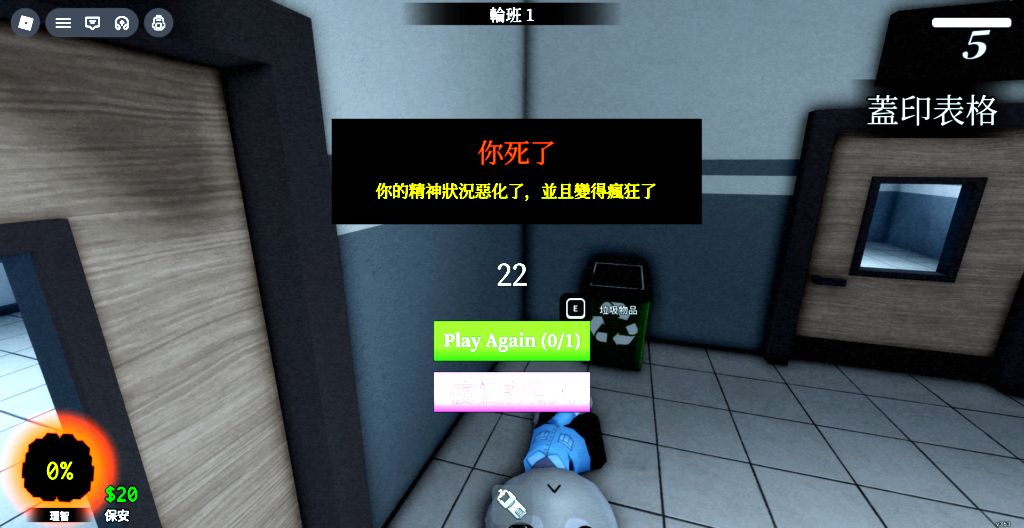 輪班 1
5
蓋印表格
你死了
你的精神狀況惡化了，並且變得瘋狂了
22
E
垃圾物品
Play Again (0/1)
0%
$20
理智
保安